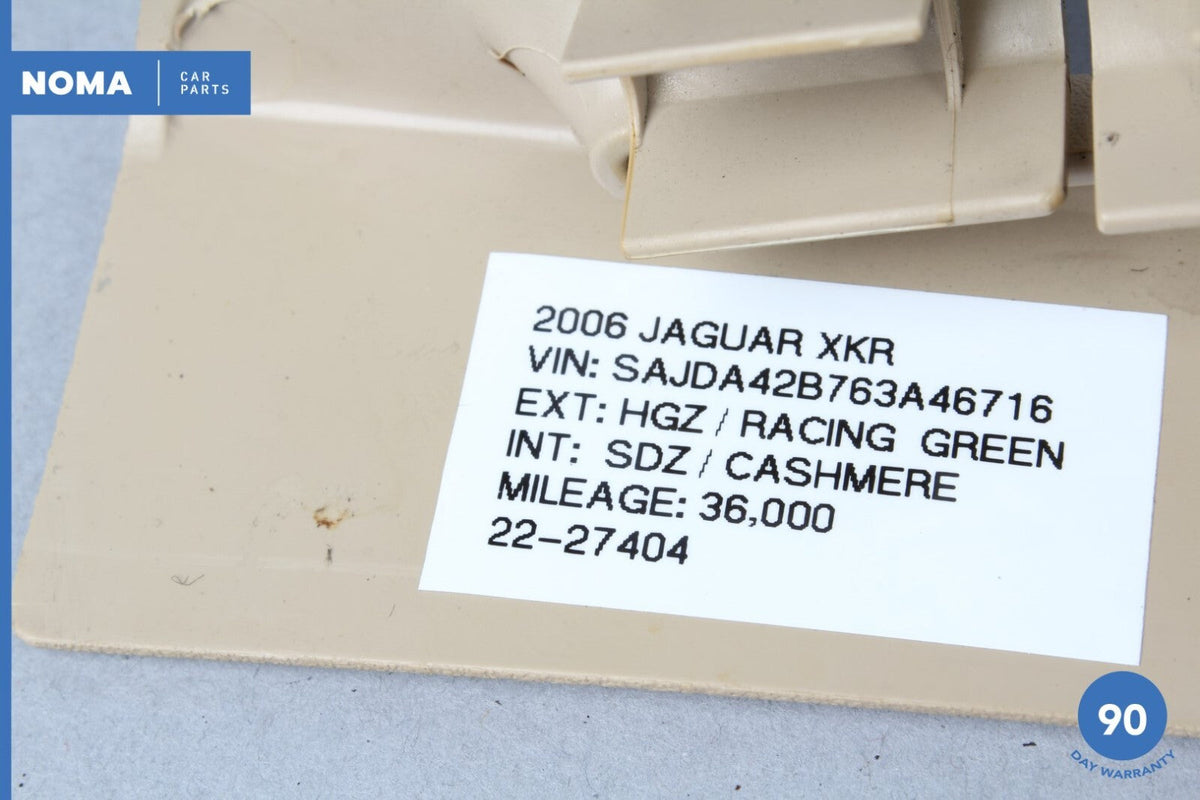 NOMA
CAR
PARTS
2006 JAGUAR XKR
VIN: SAJDA42B763A46716
EXT: HGZ / RACING GREEN
INT: SDZ / CASHMERE
MILEAGE: 36,000
22-27404
90
DAY WARRANTY